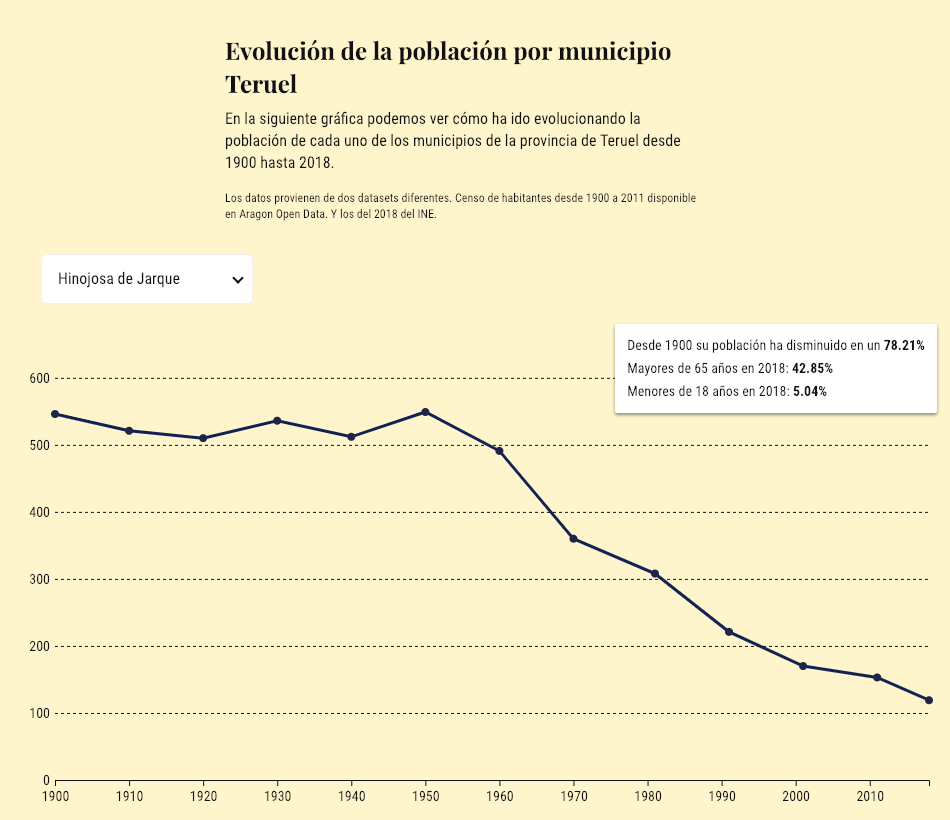 Evolución de la población por municipio
Teruel
En la siguiente gráfica podemos ver cómo ha ido evolucionando la
población de cada uno de los municipios de la provincia de Teruel desde
1900 hasta 2018.
Los datos provienen de dos datasets diferentes. Censo de habitantes desde 1900 a 2011 disponible
en Aragon Open Data. Y los del 2018 del INE.
Hinojosa de Jarque
Desde 1900 su población ha disminuido en un 78.21%
Mayores de 65 años en 2018: 42.85%
Menores de 18 años en 2018: 5.04%
600
500
400
300
200
100
0
1900 1910 1920 1930 1940 1950 1960 1970 1980 1990 2000 2010